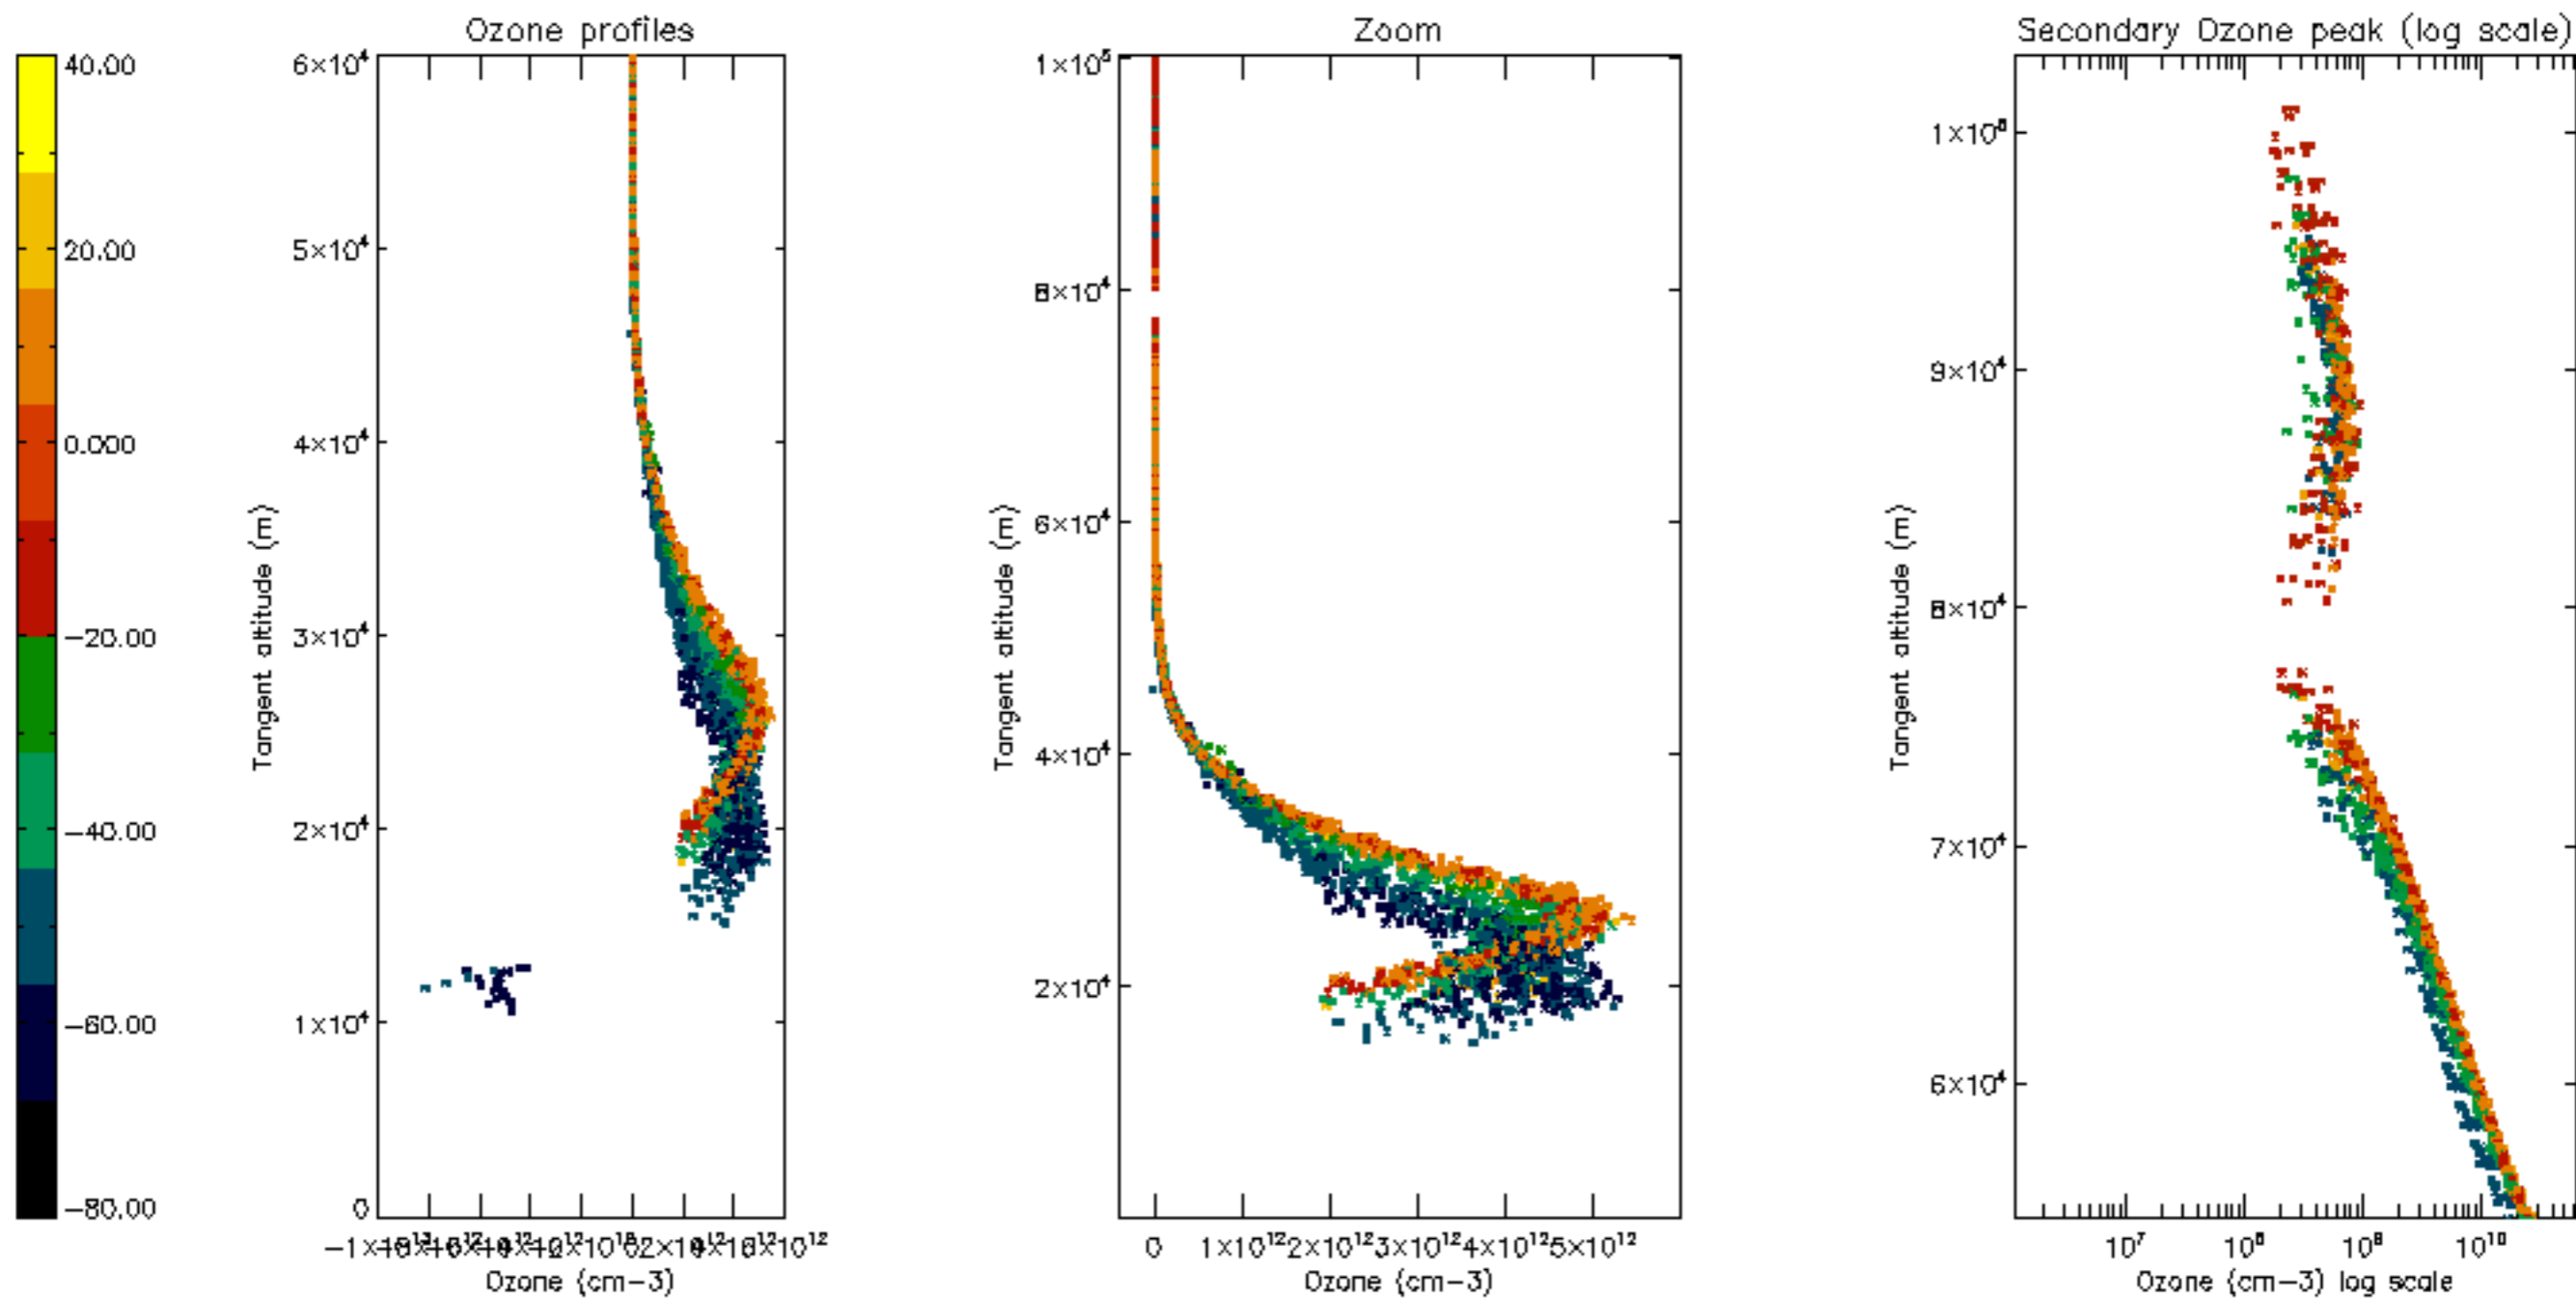 Ozone profiles
Zoom
Secondary Ozone peak (log scale)
40.00
20.00
0.000
−20.00
−40.00
−60.00
−80.00
Tangent altitude (m)
6×10⁴
5×10⁴
4×10⁴
3×10⁴
2×10⁴
1×10⁴
0
Ozone (cm−3)
Tangent altitude (m)
1×10⁵
8×10⁴
6×10⁴
4×10⁴
2×10⁴
0 1×10¹² 2×10¹² 3×10¹² 4×10¹² 5×10¹²
Ozone (cm−3)
Tangent altitude (m)
9×10⁴
8×10⁴
7×10⁴
6×10⁴
10⁷ 10⁸ 10⁹ 10¹⁰
Ozone (cm−3) log scale